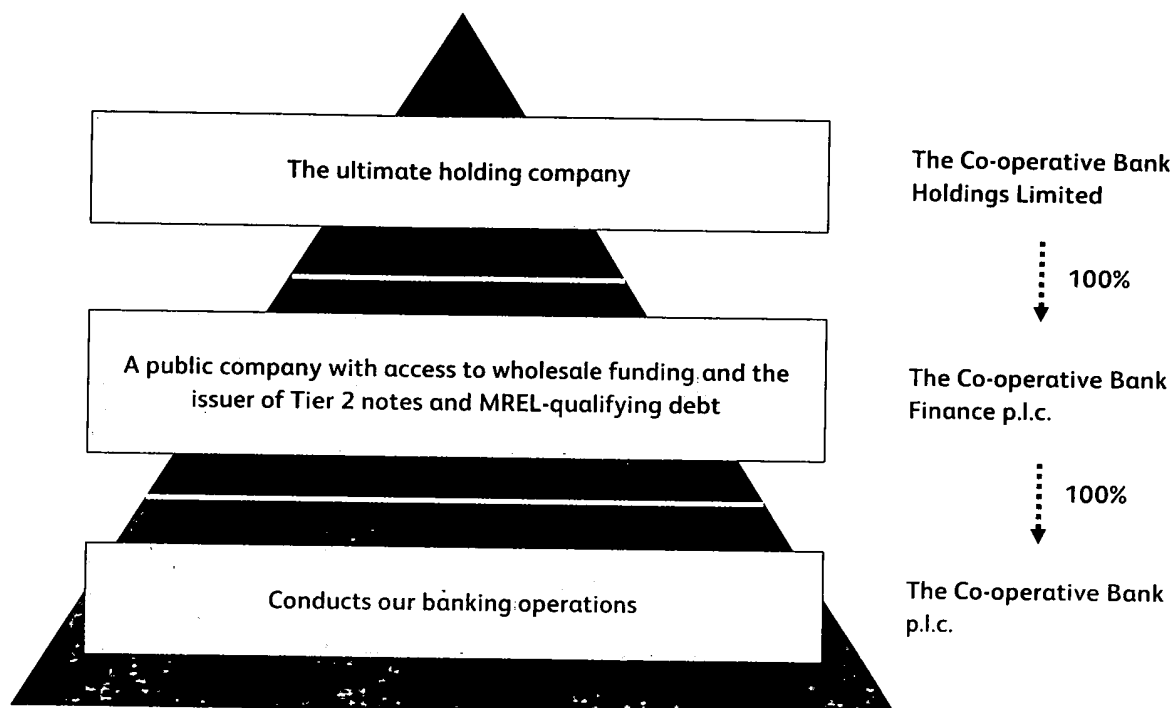 The ultimate holding company
The Co-operative Bank
Holdings Limited
100%
A public company with access to wholesale funding and the
issuer of Tier 2 notes and MREL-qualifying debt
The Co-operative Bank
Finance p.l.c.
100%
Conducts our banking operations
The Co-operative Bank
p.l.c.